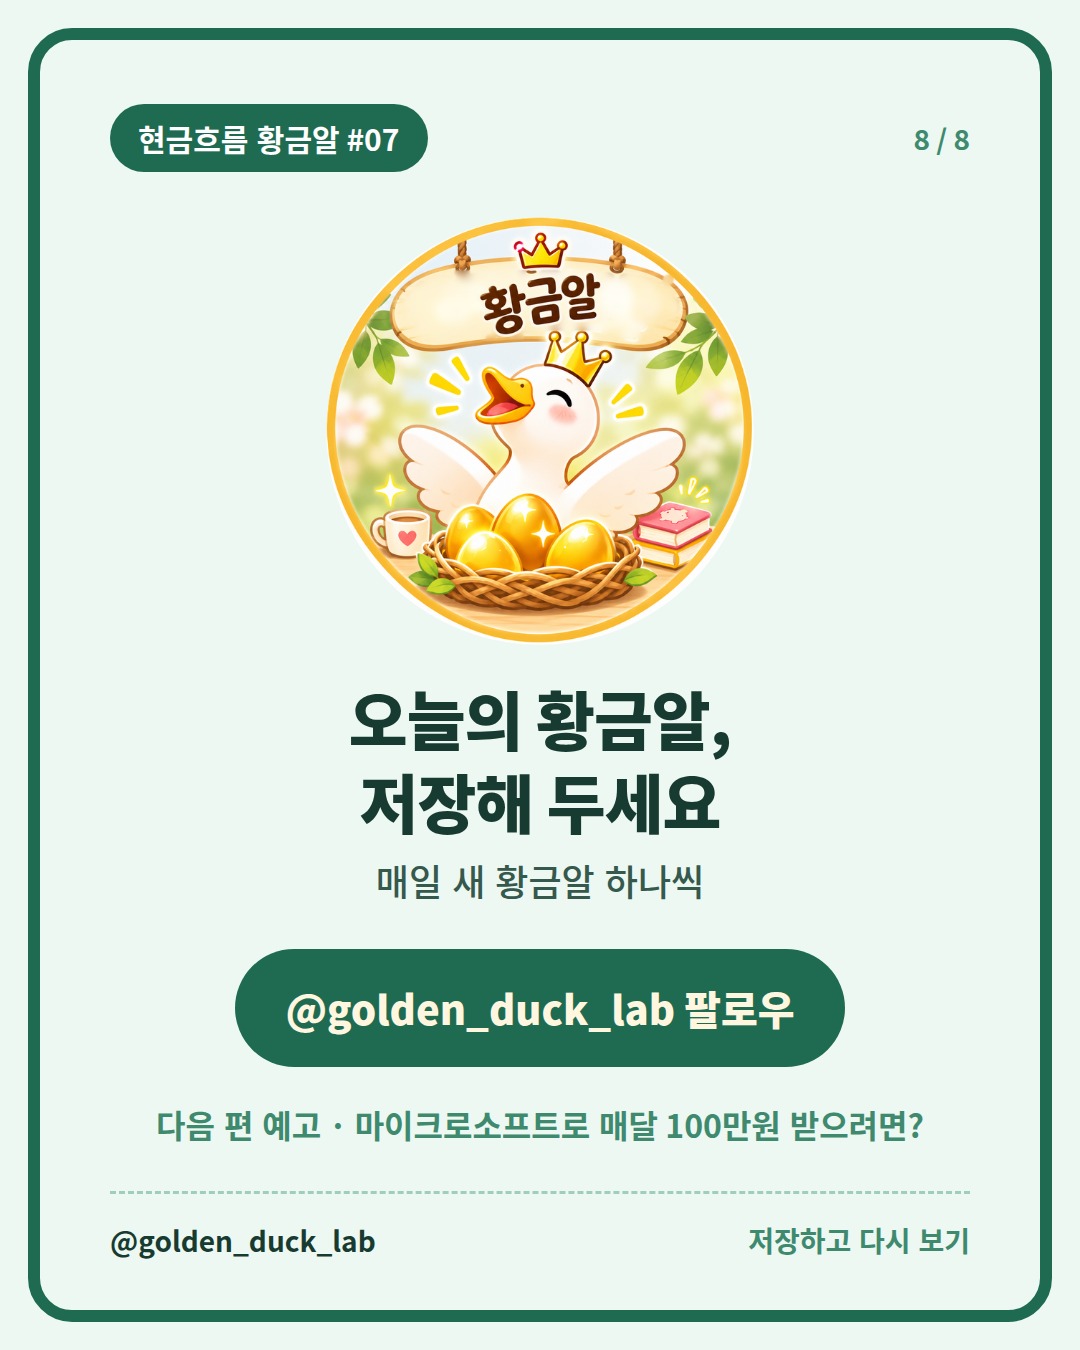 현금흐름 황금알 #07
8 / 8
황금알
오늘의 황금알,
저장해 두세요
매일 새 황금알 하나씩
@golden_duck_lab 팔로우
다음 편 예고 · 마이크로소프트로 매달 100만원 받으려면?
@golden_duck_lab
저장하고 다시 보기